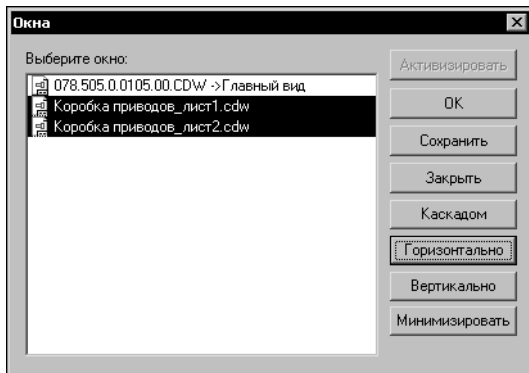 Окна
Выберите окно:
078.505.0.0105.00.CDW ->Главный вид
Коробка приводов_лист1.cdw
Коробка приводов_лист2.cdw
Активизировать
OK
Сохранить
Закрыть
Каскадом
Горизонтально
Вертикально
Минимизировать